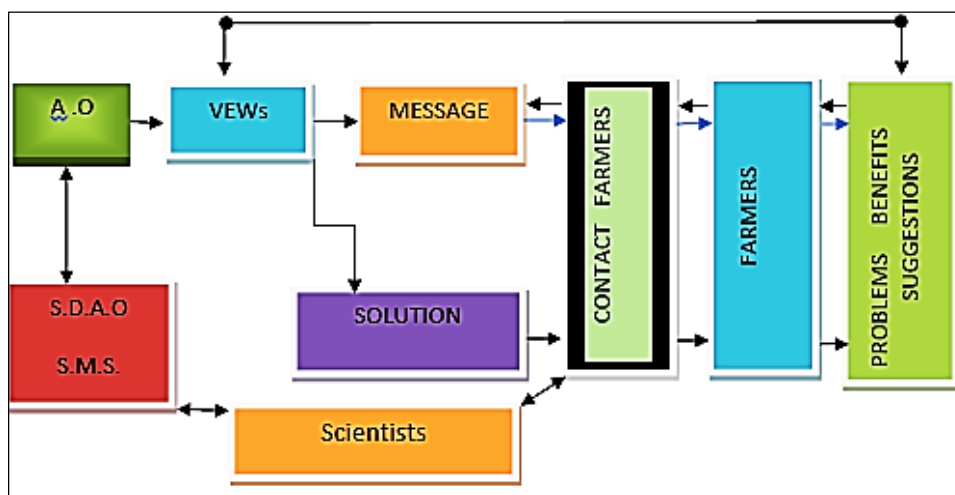 A.O
VEWs
MESSAGE
CONTACT FARMERS
FARMERS
PROBLEMS BENEFITS
SUGGESTIONS
S.D.A.O
S.M.S.
SOLUTION
Scientists